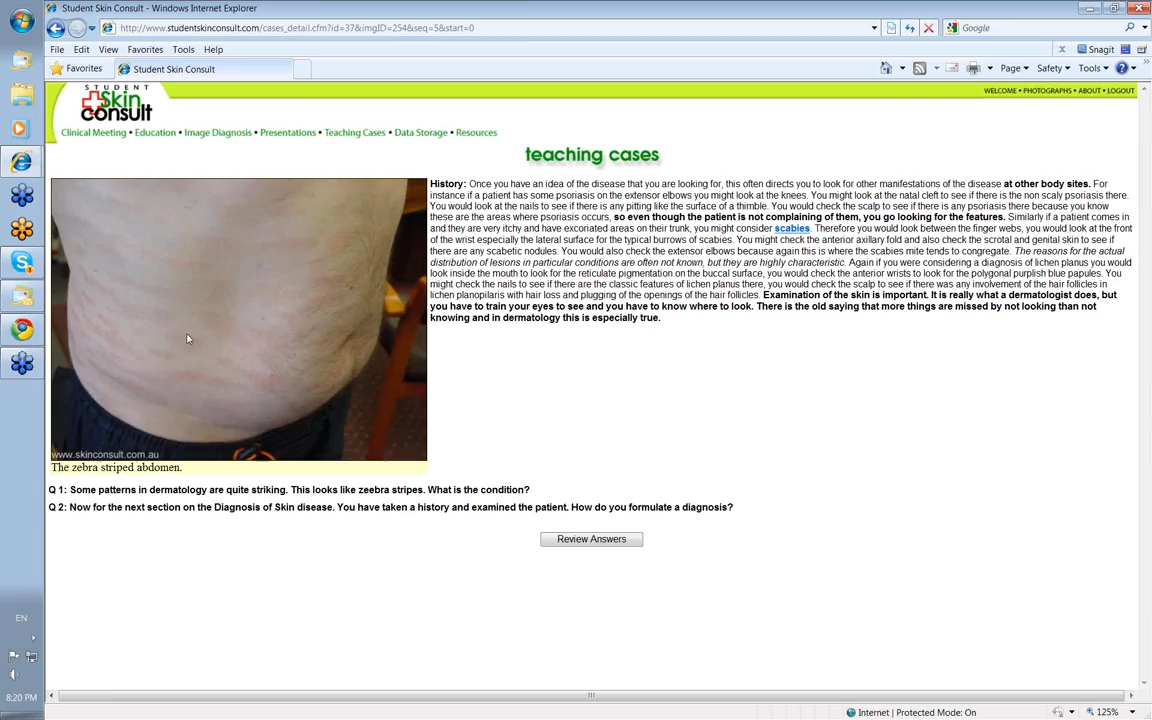 Student Skin Consult - Windows Internet Explorer
http://www.studentskinconsult.com/cases_detail.cfm?id=37&imgID=254&seq=5&start=0
Google
File Edit View Favorites Tools Help
x Snagit
Favorites Student Skin Consult
Page Safety Tools
STUDENT
Skin
consult
WELCOME • PHOTOGRAPHS • ABOUT • LOGOUT
Clinical Meeting • Education • Image Diagnosis • Presentations • Teaching Cases • Data Storage • Resources
teaching cases
History: Once you have an idea of the disease that you are looking for, this often directs you to look for other manifestations of the disease at other body sites. For
instance if a patient has some psoriasis on the extensor elbows you might look at the knees. You might look at the natal cleft to see if there is the non scaly psoriasis there.
You would look at the nails to see if there is any pitting like the surface of a thimble. You would check the scalp to see if there is any psoriasis there because you know
these are the areas where psoriasis occurs, so even though the patient is not complaining of them, you go looking for the features. Similarly if a patient comes in
and they are very itchy and have excoriated areas on their trunk, you might consider scabies. Therefore you would look between the finger webs, you would look at the front
of the wrist especially the lateral surface for the typical burrows of scabies. You might check the anterior axillary fold and also check the scrotal and genital skin to see if
there are any scabetic nodules. You would also check the extensor elbows because again this is where the scabies mite tends to congregate. The reasons for the actual
distribution of lesions in particular conditions are often not known, but they are highly characteristic. Again if you were considering a diagnosis of lichen planus you would
look inside the mouth to look for the reticulate pigmentation on the buccal surface, you would check the anterior wrists to look for the polygonal purplish blue papules. You
might check the nails to see if there are the classic features of lichen planus there, you would check the scalp to see if there was any involvement of the hair follicles in
lichen planopilaris with hair loss and plugging of the openings of the hair follicles. Examination of the skin is important. It is really what a dermatologist does, but
you have to train your eyes to see and you have to know where to look. There is the old saying that more things are missed by not looking than not
knowing and in dermatology this is especially true.
www.skinconsult.com.au
The zebra striped abdomen.
Q 1: Some patterns in dermatology are quite striking. This looks like zeebra stripes. What is the condition?
Q 2: Now for the next section on the Diagnosis of Skin disease. You have taken a history and examined the patient. How do you formulate a diagnosis?
Review Answers
EN
8:20 PM
Internet | Protected Mode: On
125%